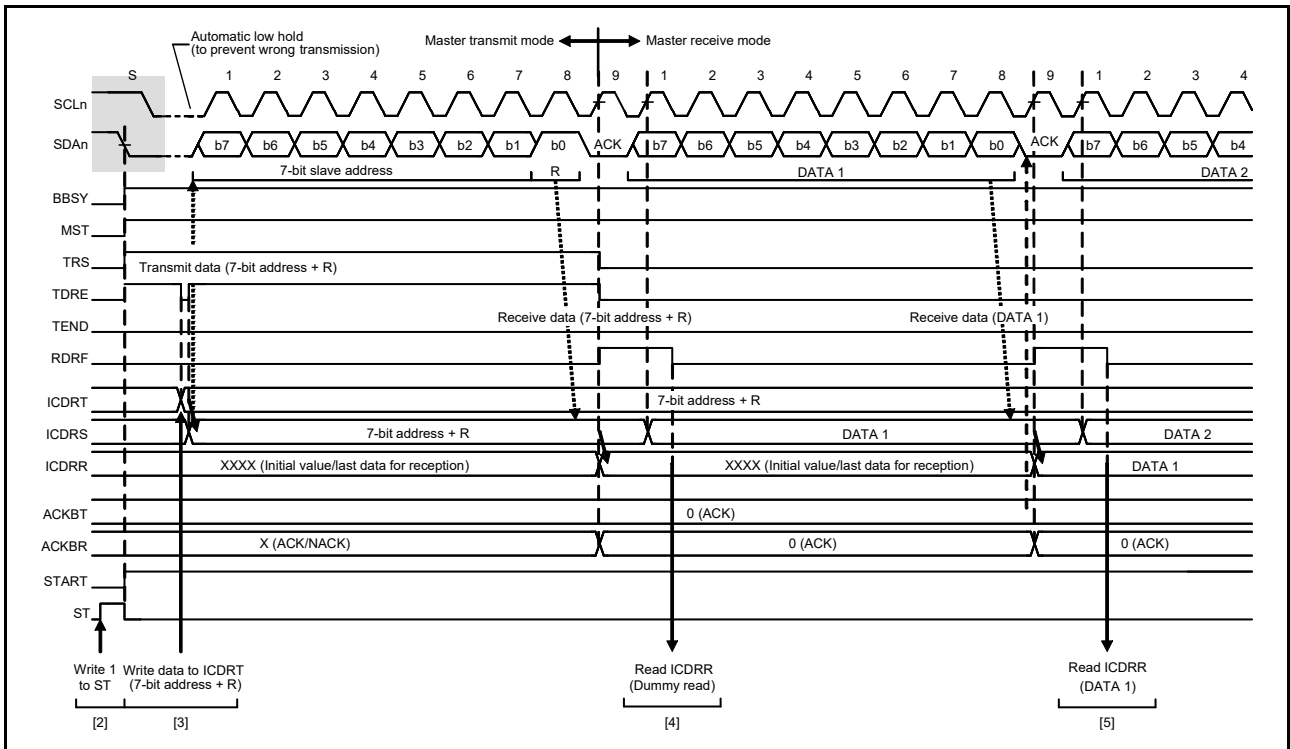 Automatic low hold
(to prevent wrong transmission)
Master transmit mode Master receive mode
S 1 2 3 4 5 6 7 8 9 1 2 3 4 5 6 7 8 9 1 2 3 4
SCLn
SDAn b7 b6 b5 b4 b3 b2 b1 b0 ACK b7 b6 b5 b4 b3 b2 b1 b0 ACK b7 b6 b5 b4
7-bit slave address R DATA 1 DATA 2
BBSY
MST
TRS
Transmit data (7-bit address + R)
TDRE
Receive data (7-bit address + R) Receive data (DATA 1)
TEND
RDRF
ICDRT 7-bit address + R
ICDRS 7-bit address + R DATA 1 DATA 2
ICDRR XXXX (Initial value/last data for reception) XXXX (Initial value/last data for reception) DATA 1
ACKBT 0 (ACK)
ACKBR X (ACK/NACK) 0 (ACK) 0 (ACK)
START
ST
Write 1
to ST
Write data to ICDRT
(7-bit address + R)
Read ICDRR
(Dummy read)
Read ICDRR
(DATA 1)
[2] [3] [4] [5]